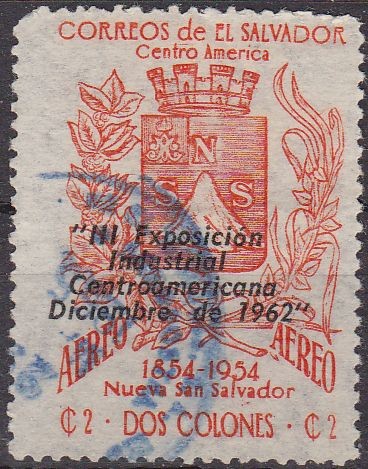 CORREOS de EL SALVADOR
Centro America
N
S S
"III Exposición
Industrial
Centroamericana
Diciembre de 1962"
AEREO AEREO
1854-1954
Nueva San Salvador
₡2 · DOS COLONES · ₡2